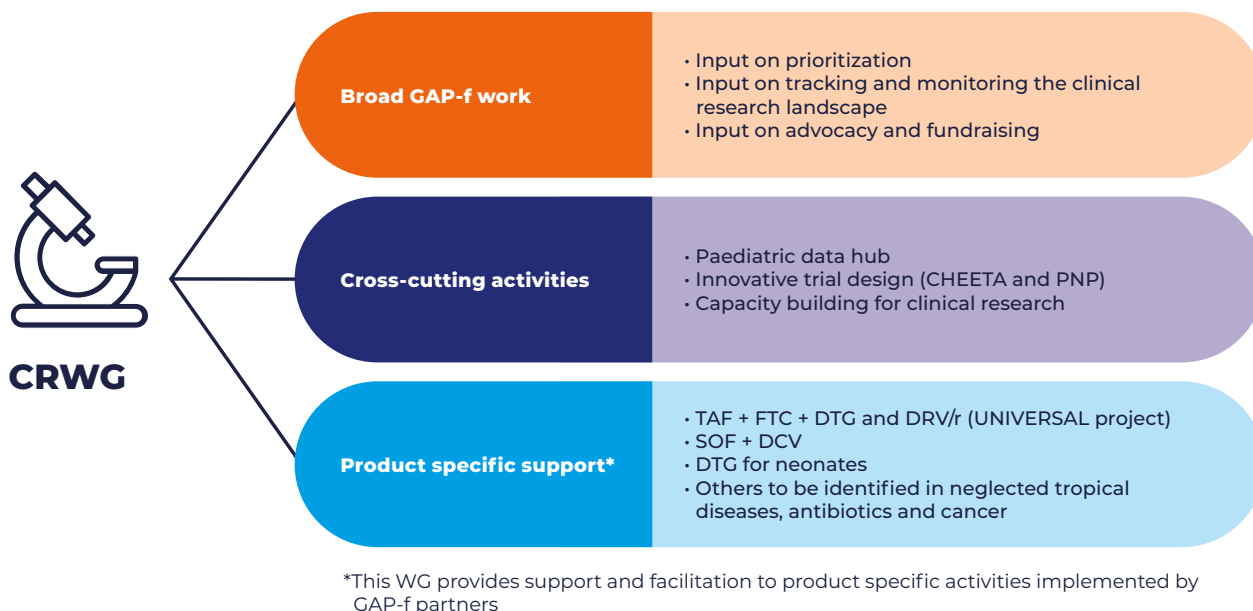 Broad GAP-f work
• Input on prioritization
• Input on tracking and monitoring the clinical
research landscape
• Input on advocacy and fundraising
CRWG
Cross-cutting activities
• Paediatric data hub
• Innovative trial design (CHEETA and PNP)
• Capacity building for clinical research
Product specific support*
• TAF + FTC + DTG and DRV/r (UNIVERSAL project)
• SOF + DCV
• DTG for neonates
• Others to be identified in neglected tropical
diseases, antibiotics and cancer
*This WG provides support and facilitation to product specific activities implemented by
GAP-f partners